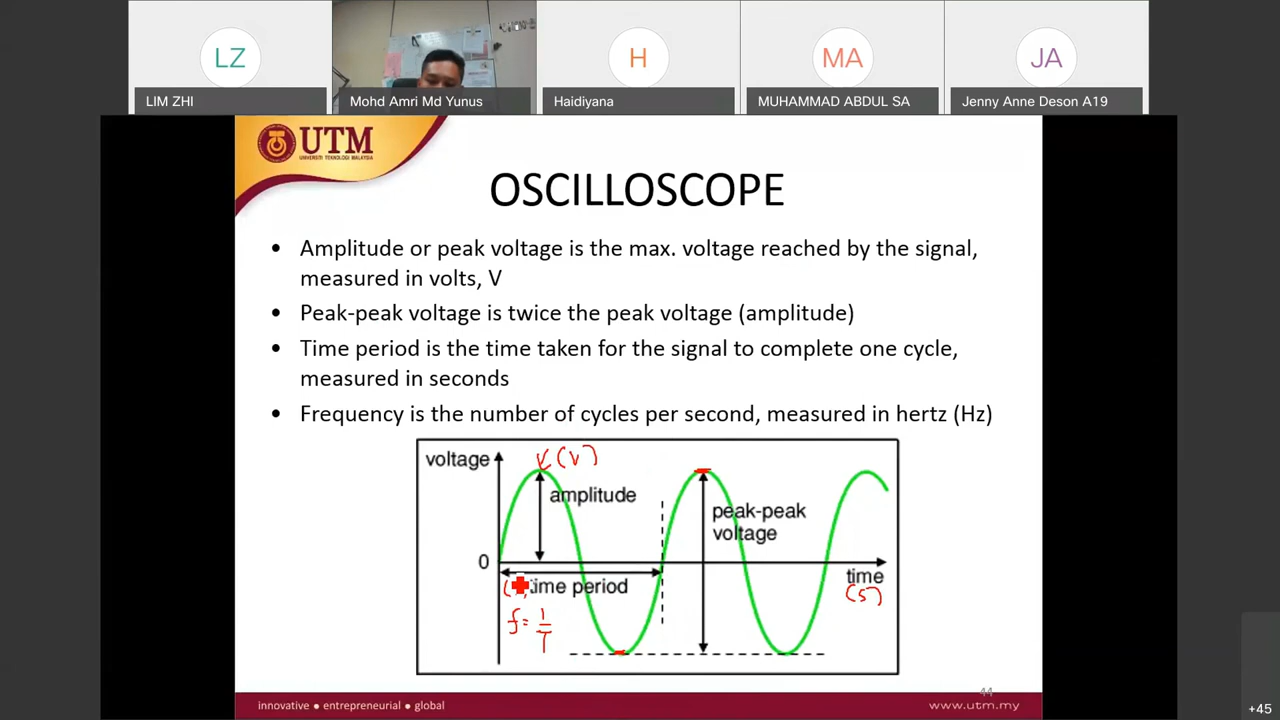 LZ
H
MA
JA
LIM ZHI
Mohd Amri Md Yunus
Haidiyana
MUHAMMAD ABDUL SA
Jenny Anne Deson A19
UTM
UNIVERSITI TEKNOLOGI MALAYSIA
OSCILLOSCOPE
• Amplitude or peak voltage is the max. voltage reached by the signal,
measured in volts, V
• Peak-peak voltage is twice the peak voltage (amplitude)
• Time period is the time taken for the signal to complete one cycle,
measured in seconds
• Frequency is the number of cycles per second, measured in hertz (Hz)
voltage
(V)
amplitude
peak-peak
voltage
0
time
(s)
time period
f = 1/T
44
innovative ● entrepreneurial ● global
www.utm.my
+45